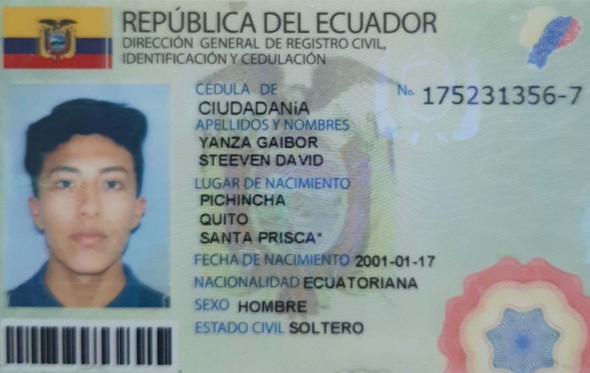 REPÚBLICA DEL ECUADOR
DIRECCIÓN GENERAL DE REGISTRO CIVIL,
IDENTIFICACIÓN Y CEDULACIÓN
CÉDULA DE No. 175231356-7
CIUDADANíA
APELLIDOS Y NOMBRES
YANZA GAIBOR
STEEVEN DAVID
LUGAR DE NACIMIENTO
PICHINCHA
QUITO
SANTA PRISCA*
FECHA DE NACIMIENTO 2001-01-17
NACIONALIDAD ECUATORIANA
SEXO HOMBRE
ESTADO CIVIL SOLTERO